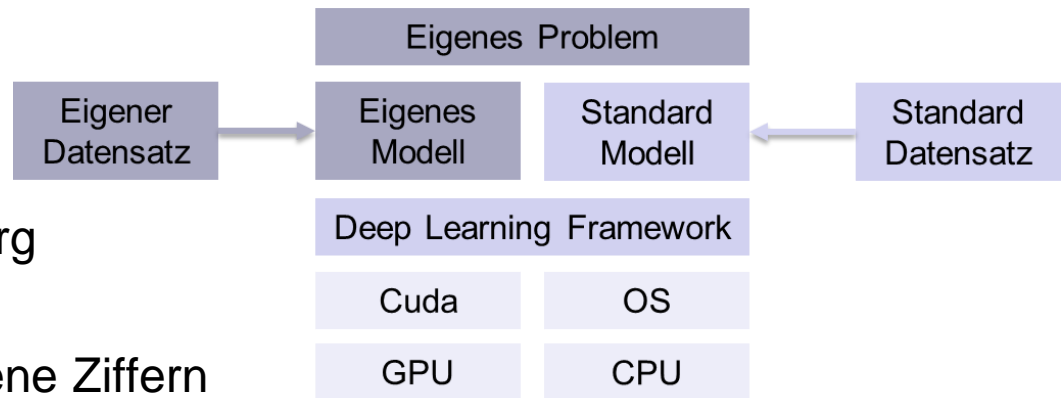 Eigenes Problem
Eigener
Datensatz
Eigenes
Modell
Standard
Modell
Standard
Datensatz
Deep Learning Framework
rg
Cuda
OS
ene Ziffern
GPU
CPU